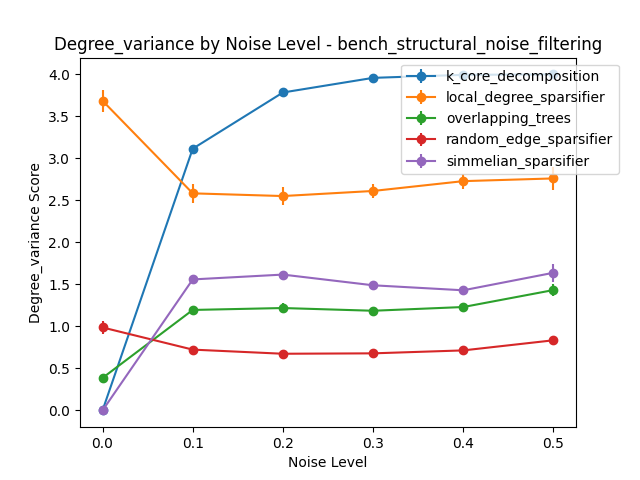 Degree_variance by Noise Level - bench_structural_noise_filtering
Degree_variance Score
4.0
3.5
3.0
2.5
2.0
1.5
1.0
0.5
0.0
k_core_decomposition
local_degree_sparsifier
overlapping_trees
random_edge_sparsifier
simmelian_sparsifier
0.0 0.1 0.2 0.3 0.4 0.5
Noise Level